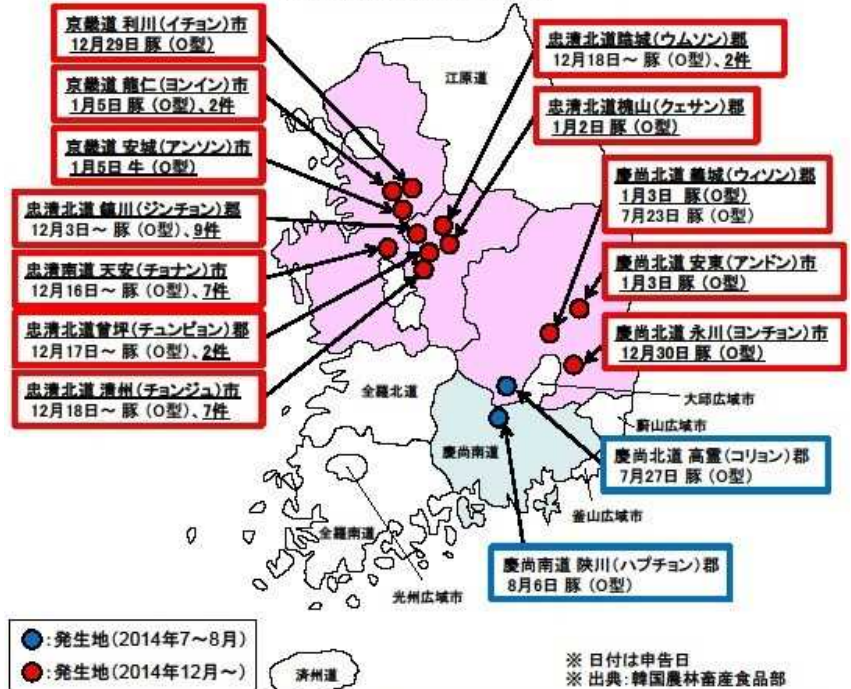 京畿道 利川(イチョン)市
12月29日 豚 (O型)
京畿道 龍仁(ヨンイン)市
1月5日 豚 (O型)、2件
京畿道 安城(アンソン)市
1月5日 牛 (O型)
忠清北道 鎮川(ジンチョン)郡
12月3日~ 豚 (O型)、9件
忠清南道 天安(チョナン)市
12月16日~ 豚 (O型)、7件
忠清北道曾坪(チュンピョン)郡
12月17日~ 豚 (O型)、2件
忠清北道 清州(チョンジュ)市
12月18日~ 豚 (O型)、7件
江原道
忠清北道陰城(ウムソン)郡
12月18日~ 豚 (O型)、2件
忠清北道槐山(クェサン)郡
1月2日 豚 (O型)
慶尚北道 義城(ウィソン)郡
1月3日 豚(O型)
7月23日 豚 (O型)
慶尚北道 安東(アンドン)市
1月3日 豚 (O型)
慶尚北道 永川(ヨンチョン)市
12月30日 豚 (O型)
全羅北道
大邱広域市
蔚山広域市
慶尚南道
慶尚北道 高霊(コリョン)郡
7月27日 豚 (O型)
釜山広域市
全羅南道
光州広域市
慶尚南道 陜川(ハプチョン)郡
8月6日 豚 (O型)
●:発生地(2014年7~8月)
●:発生地(2014年12月~)
済州道
※ 日付は申告日
※ 出典:韓国農林畜産食品部